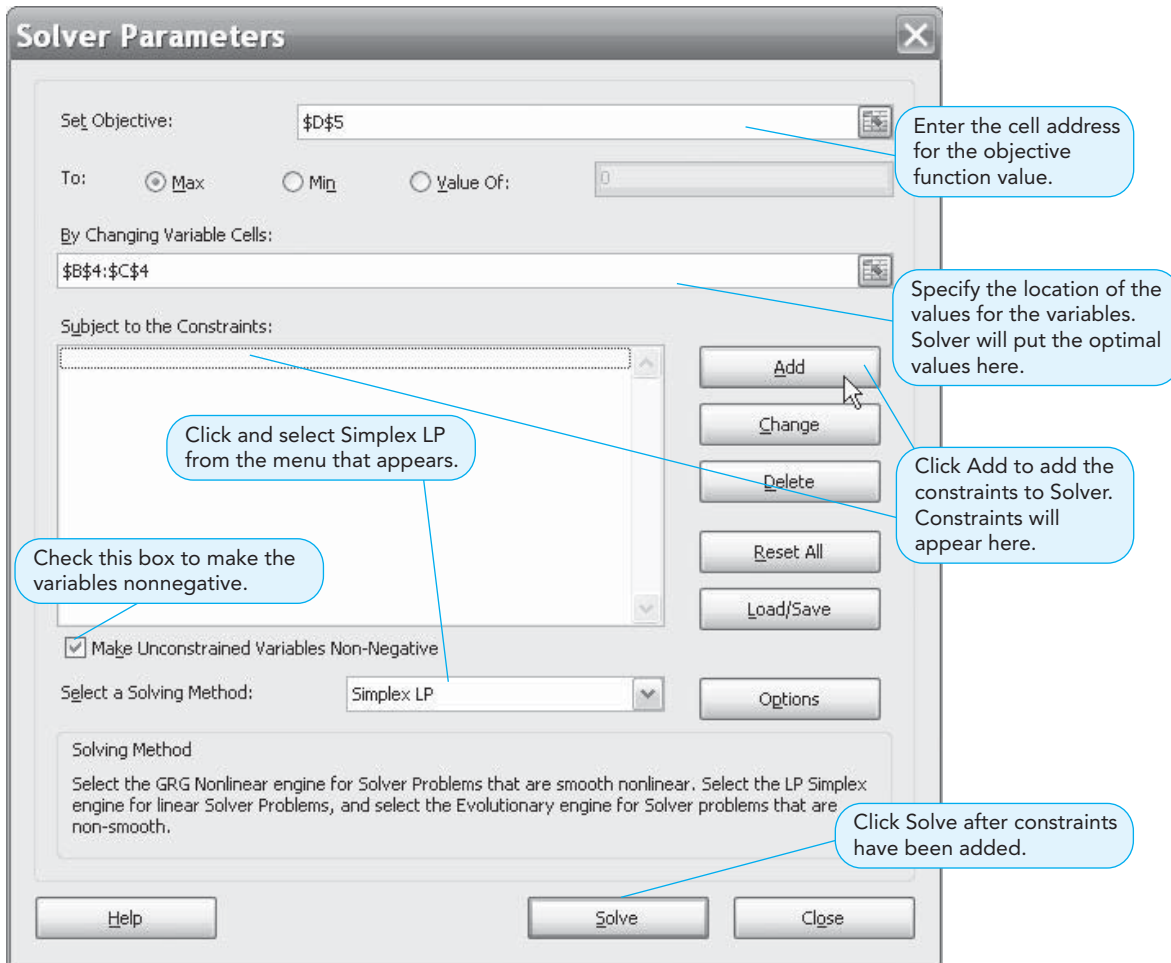 Solver Parameters
Set Objective:
$D$5
Enter the cell address
for the objective
function value.
To:
Max
Min
Value Of:
0
By Changing Variable Cells:
$B$4:$C$4
Specify the location of the
values for the variables.
Solver will put the optimal
values here.
Subject to the Constraints:
Add
Change
Click and select Simplex LP
from the menu that appears.
Delete
Click Add to add the
constraints to Solver.
Constraints will
appear here.
Reset All
Check this box to make the
variables nonnegative.
Load/Save
Make Unconstrained Variables Non-Negative
Select a Solving Method:
Simplex LP
Options
Solving Method
Select the GRG Nonlinear engine for Solver Problems that are smooth nonlinear. Select the LP Simplex
engine for linear Solver Problems, and select the Evolutionary engine for Solver problems that are
non-smooth.
Click Solve after constraints
have been added.
Help
Solve
Close